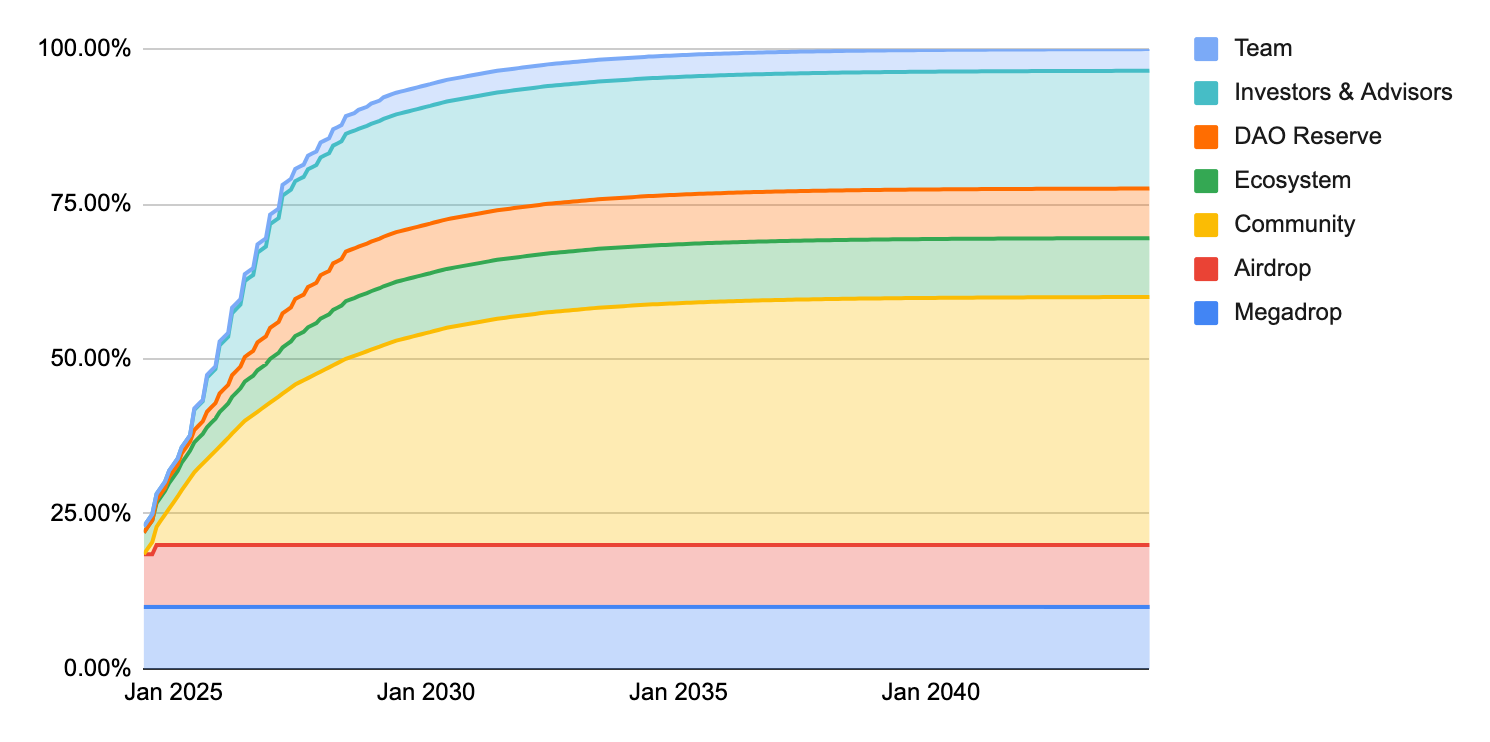 100.00%
75.00%
50.00%
25.00%
0.00%
Jan 2025
Jan 2030
Jan 2035
Jan 2040
Team
Investors & Advisors
DAO Reserve
Ecosystem
Community
Airdrop
Megadrop